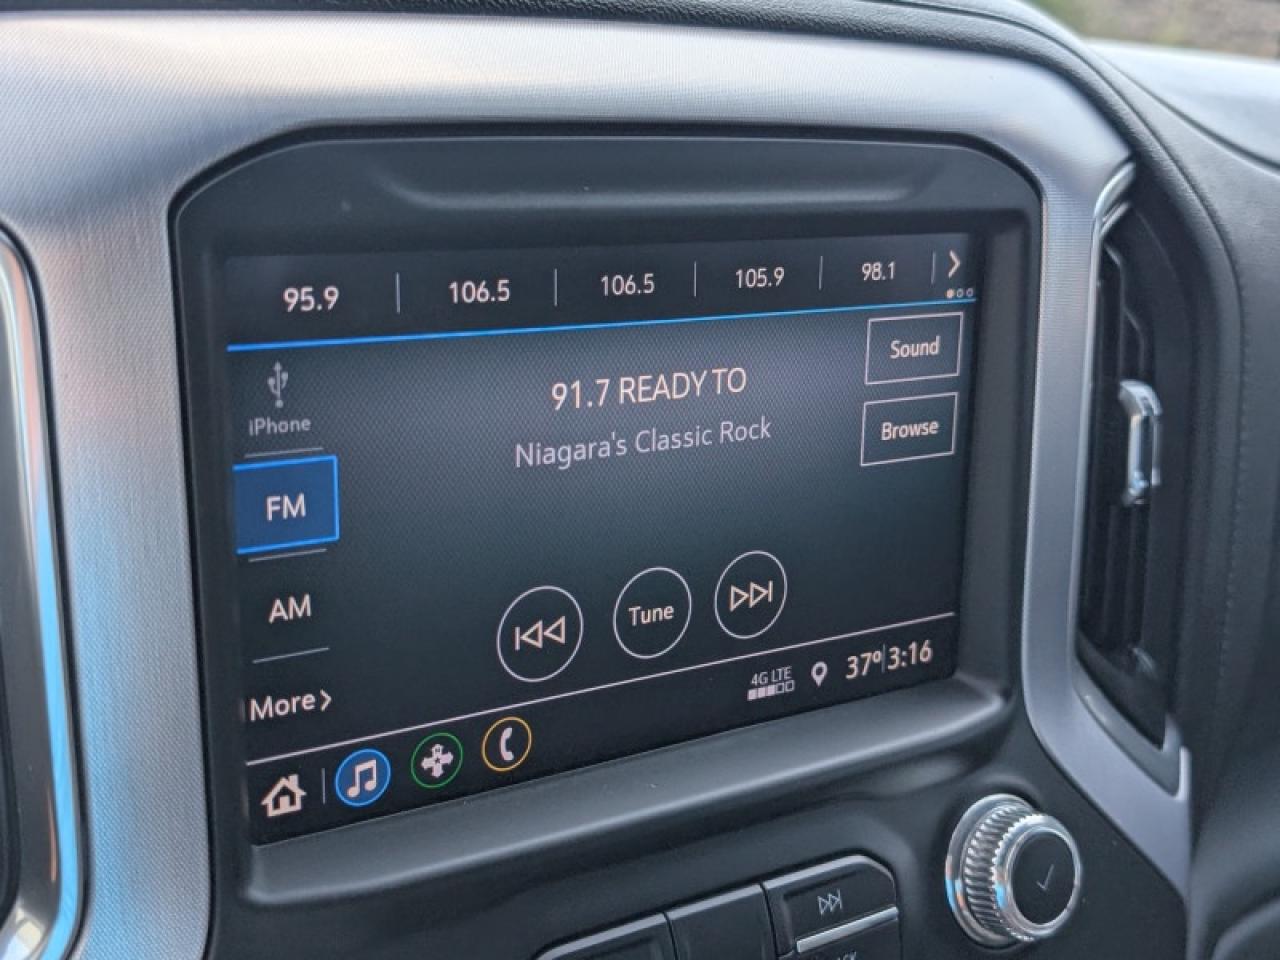 95.9 106.5 106.5 105.9 98.1
Sound
iPhone
91.7 READY TO
Niagara's Classic Rock
Browse
FM
AM
Tune
More
4G LTE
37° 3:16